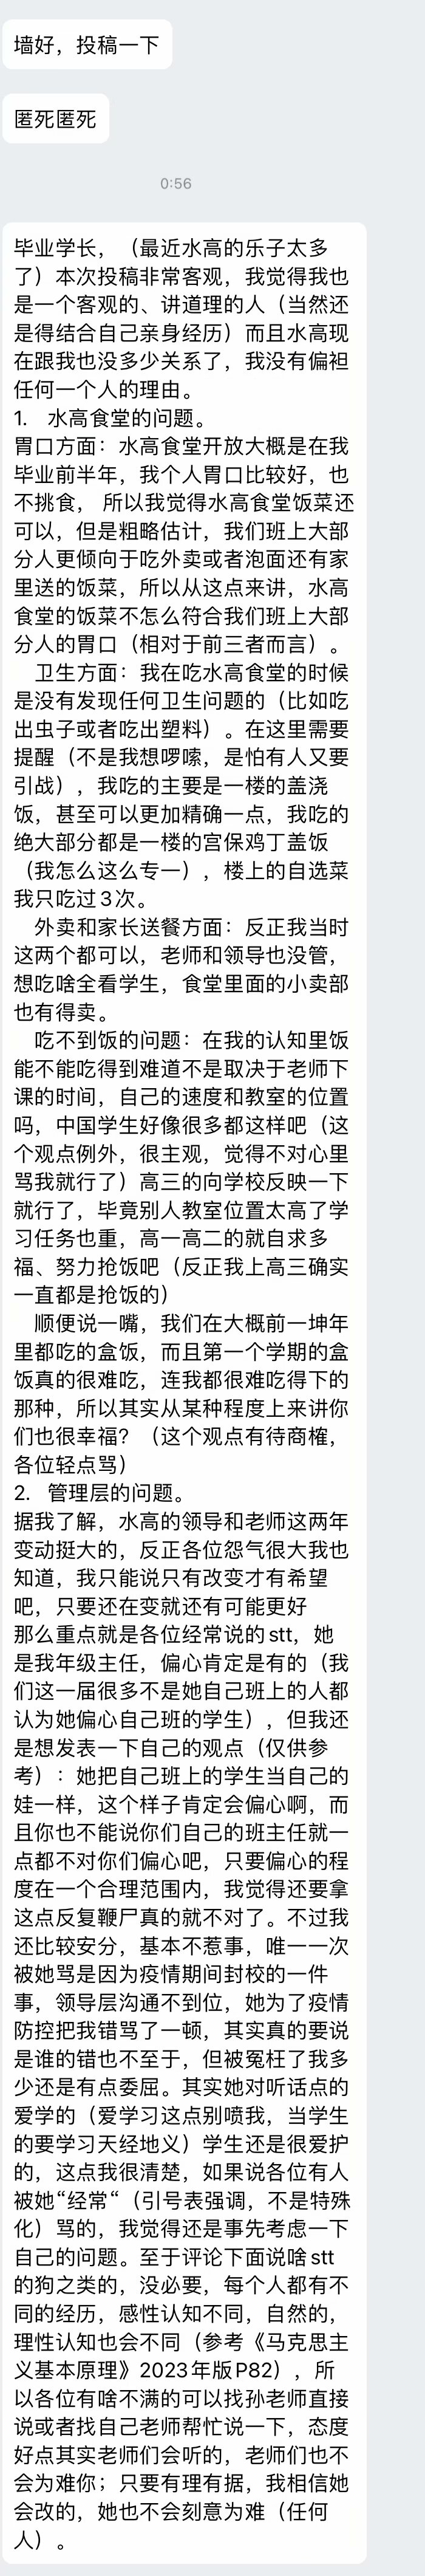 墙好，投稿一下
匿死匿死
0:56
毕业学长，（最近水高的乐子太多
了）本次投稿非常客观，我觉得我也
是一个客观的、讲道理的人（当然还
是得结合自己亲身经历）而且水高现
在跟我也没多少关系了，我没有偏袒
任何一个人的理由。
1. 水高食堂的问题。
胃口方面：水高食堂开放大概是在我
毕业前半年，我个人胃口比较好，也
不挑食， 所以我觉得水高食堂饭菜还
可以，但是粗略估计，我们班上大部
分人更倾向于吃外卖或者泡面还有家
里送的饭菜，所以从这点来讲，水高
食堂的饭菜不怎么符合我们班上大部
分人的胃口（相对于前三者而言）。
卫生方面：我在吃水高食堂的时候
是没有发现任何卫生问题的（比如吃
出虫子或者吃出塑料）。在这里需要
提醒（不是我想啰嗦，是怕有人又要
引战），我吃的主要是一楼的盖浇
饭，甚至可以更加精确一点，我吃的
绝大部分都是一楼的宫保鸡丁盖饭
（我怎么这么专一），楼上的自选菜
我只吃过3次。
外卖和家长送餐方面：反正我当时
这两个都可以，老师和领导也没管，
想吃啥全看学生，食堂里面的小卖部
也有得卖。
吃不到饭的问题：在我的认知里饭
能不能吃得到难道不是取决于老师下
课的时间，自己的速度和教室的位置
吗，中国学生好像很多都这样吧（这
个观点例外，很主观，觉得不对心里
骂我就行了）高三的向学校反映一下
就行了，毕竟别人教室位置太高了学
习任务也重，高一高二的就自求多
福、努力抢饭吧（反正我上高三确实
一直都是抢饭的）
顺便说一嘴，我们在大概前一坤年
里都吃的盒饭，而且第一个学期的盒
饭真的很难吃，连我都很难吃得下的
那种，所以其实从某种程度上来讲你
们也很幸福？（这个观点有待商榷，
各位轻点骂）
2. 管理层的问题。
据我了解，水高的领导和老师这两年
变动挺大的，反正各位怨气很大我也
知道，我只能说只有改变才有希望
吧，只要还在变就还有可能更好
那么重点就是各位经常说的stt，她
是我年级主任，偏心肯定是有的（我
们这一届很多不是她自己班上的人都
认为她偏心自己班的学生），但我还
是想发表一下自己的观点（仅供参
考）：她把自己班上的学生当自己的
娃一样，这个样子肯定会偏心啊，而
且你也不能说你们自己的班主任就一
点都不对你们偏心吧，只要偏心的程
度在一个合理范围内，我觉得还要拿
这点反复鞭尸真的就不对了。不过我
还比较安分，基本不惹事，唯一一次
被她骂是因为疫情期间封校的一件
事，领导层沟通不到位，她为了疫情
防控把我错骂了一顿，其实真的要说
是谁的错也不至于，但被冤枉了我多
少还是有点委屈。其实她对听话点的
爱学的（爱学习这点别喷我，当学生
的要学习天经地义）学生还是很爱护
的，这点我很清楚，如果说各位有人
被她“经常“（引号表强调，不是特殊
化）骂的，我觉得还是事先考虑一下
自己的问题。至于评论下面说啥stt
的狗之类的，没必要，每个人都有不
同的经历，感性认知不同，自然的，
理性认知也会不同（参考《马克思主
义基本原理》2023年版P82），所
以各位有啥不满的可以找孙老师直接
说或者找自己老师帮忙说一下，态度
好点其实老师们会听的，老师们也不
会为难你；只要有理有据，我相信她
会改的，她也不会刻意为难（任何
人）。